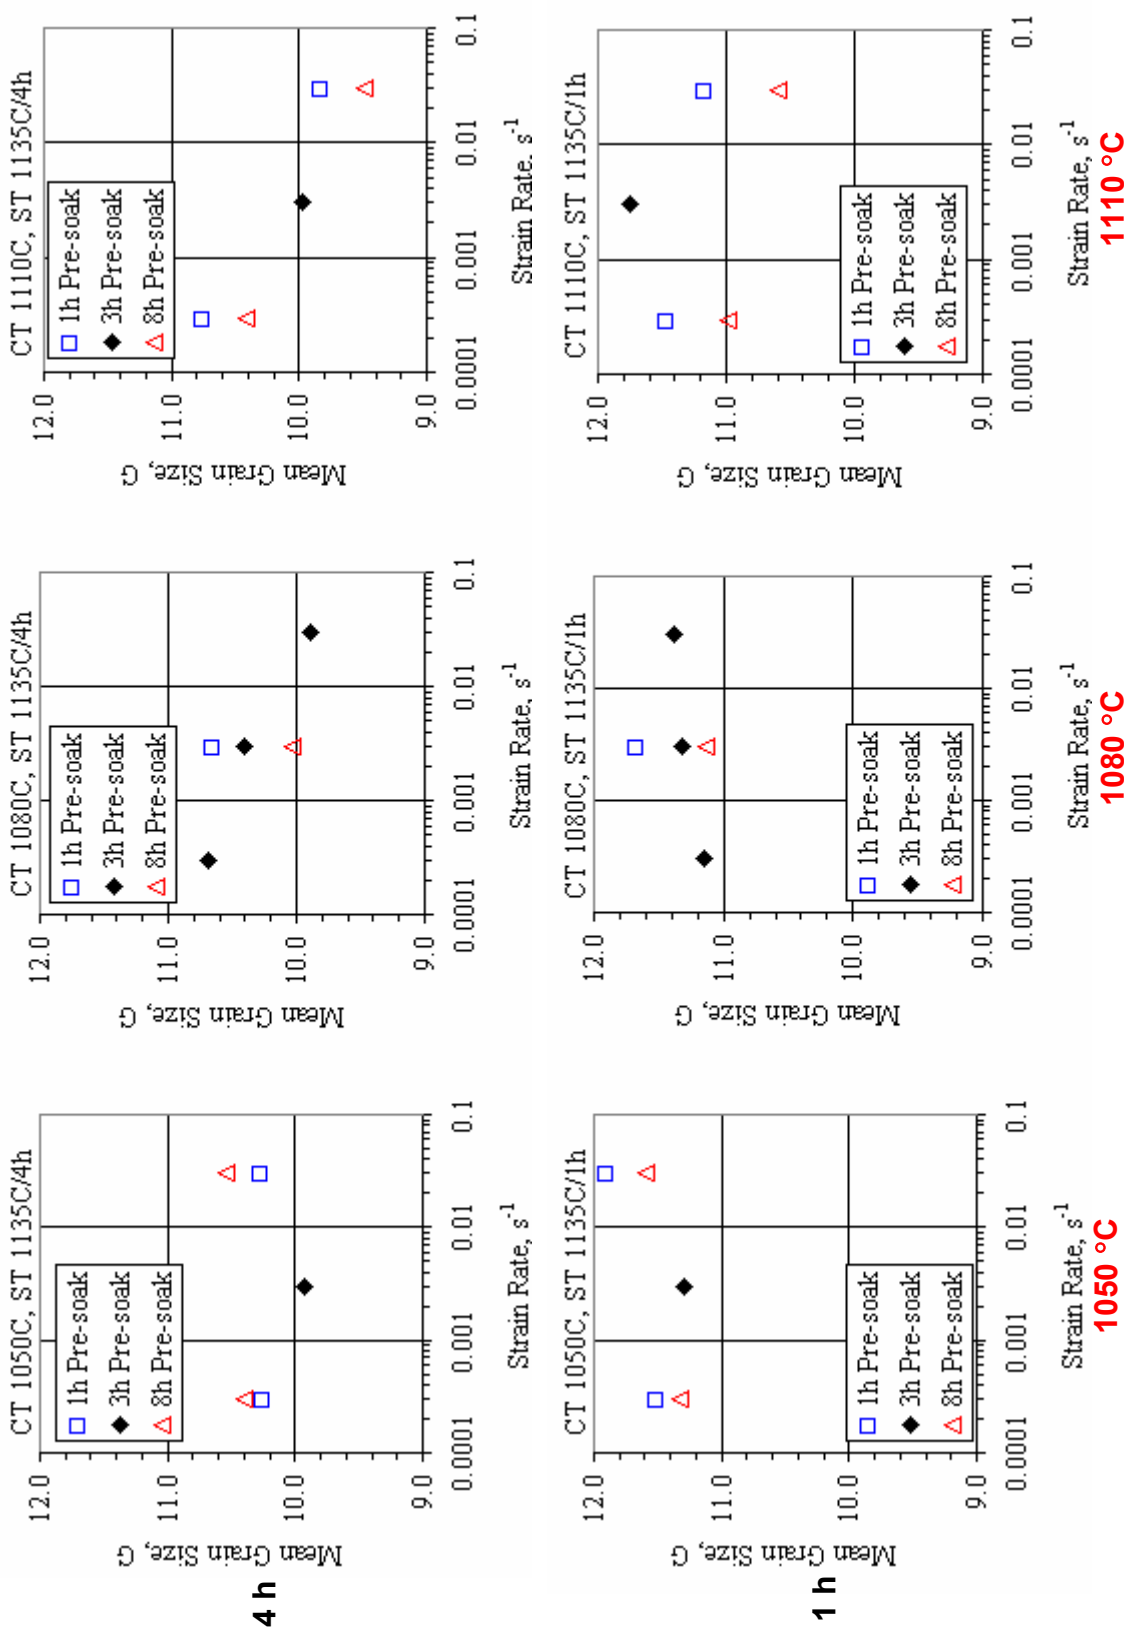 4 h
CT 1050C, ST 1135C/4h
Mean Grain Size, G
12.0
11.0
10.0
9.0
1h Pre-soak
3h Pre-soak
8h Pre-soak
0.0001 0.001 0.01 0.1
Strain Rate, s-1
CT 1080C, ST 1135C/4h
Mean Grain Size, G
12.0
11.0
10.0
9.0
1h Pre-soak
3h Pre-soak
8h Pre-soak
0.0001 0.001 0.01 0.1
Strain Rate, s-1
CT 1110C, ST 1135C/4h
Mean Grain Size, G
12.0
11.0
10.0
9.0
1h Pre-soak
3h Pre-soak
8h Pre-soak
0.0001 0.001 0.01 0.1
Strain Rate, s-1
1 h
CT 1050C, ST 1135C/1h
Mean Grain Size, G
12.0
11.0
10.0
9.0
1h Pre-soak
3h Pre-soak
8h Pre-soak
0.0001 0.001 0.01 0.1
Strain Rate, s-1
1050 °C
CT 1080C, ST 1135C/1h
Mean Grain Size, G
12.0
11.0
10.0
9.0
1h Pre-soak
3h Pre-soak
8h Pre-soak
0.0001 0.001 0.01 0.1
Strain Rate, s-1
1080 °C
CT 1110C, ST 1135C/1h
Mean Grain Size, G
12.0
11.0
10.0
9.0
1h Pre-soak
3h Pre-soak
8h Pre-soak
0.0001 0.001 0.01 0.1
Strain Rate, s-1
1110 °C